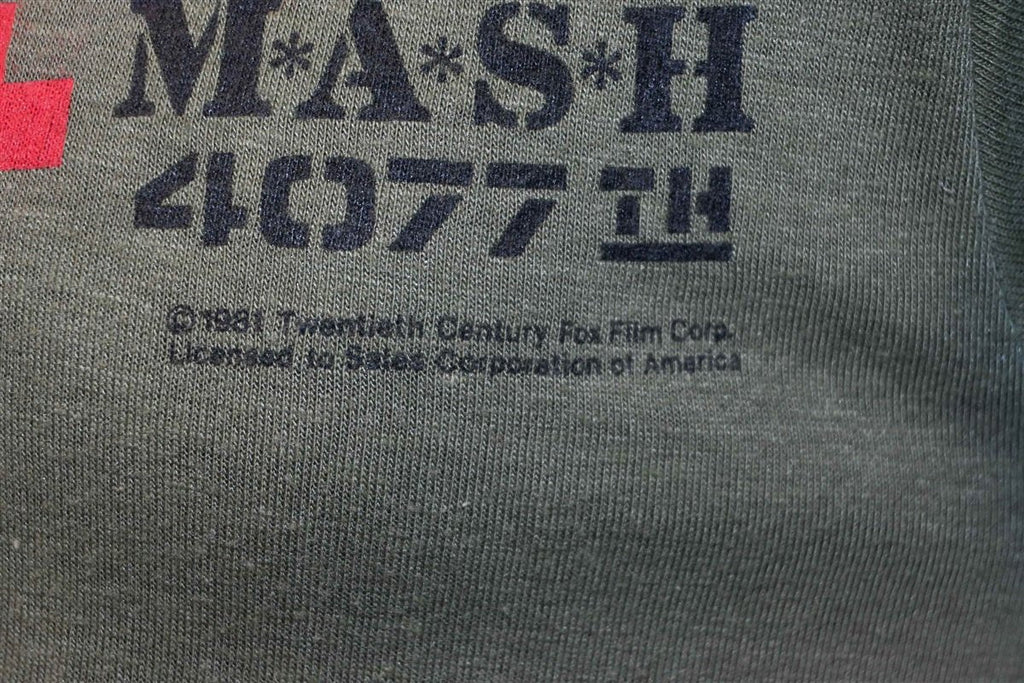 M*A*S*H
4077TH
© 1981 Twentieth Century Fox Film Corp.
Licensed to Sales Corporation of America